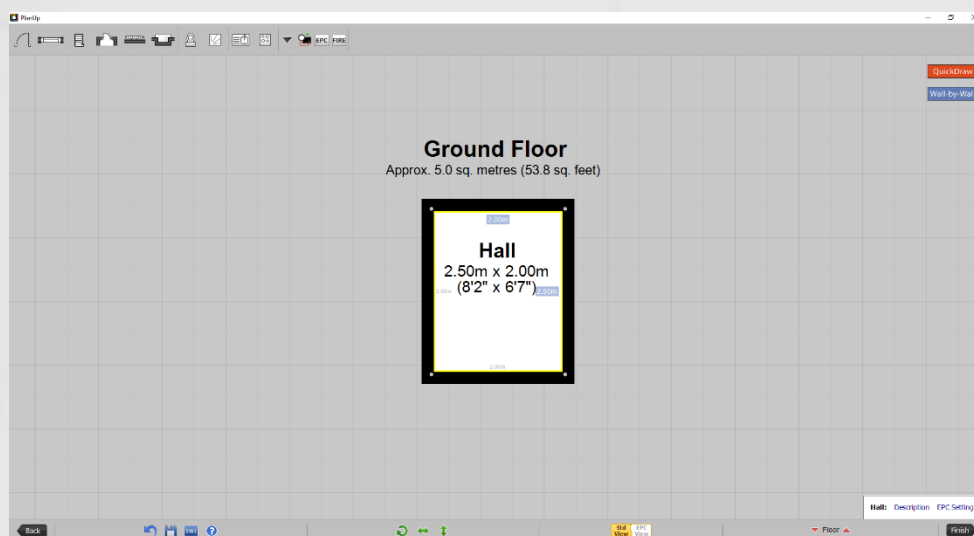 PlanUp
EPC FIRE
QuickDraw
Wall-by-Wal
Ground Floor
Approx. 5.0 sq. metres (53.8 sq. feet)
2.00m
Hall
2.50m x 2.00m
(8'2" x 6'7")
2.50m
2.00m
Hall: Description EPC Setting
Back
Std View
EPC View
Floor
Finish